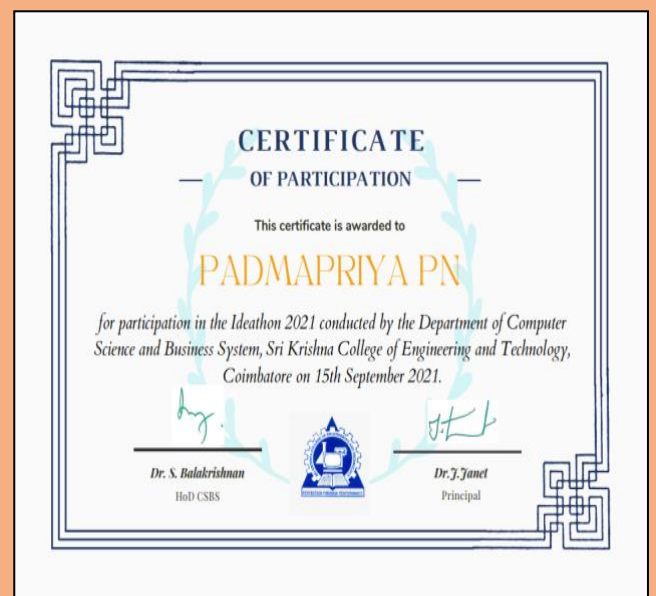 CERTIFICATE
OF PARTICIPATION
This certificate is awarded to
PADMAPRIYA PN
for participation in the Ideathon 2021 conducted by the Department of Computer
Science and Business System, Sri Krishna College of Engineering and Technology,
Coimbatore on 15th September 2021.
Dr. S. Balakrishnan
HoD CSBS
Dr.J.Janet
Principal